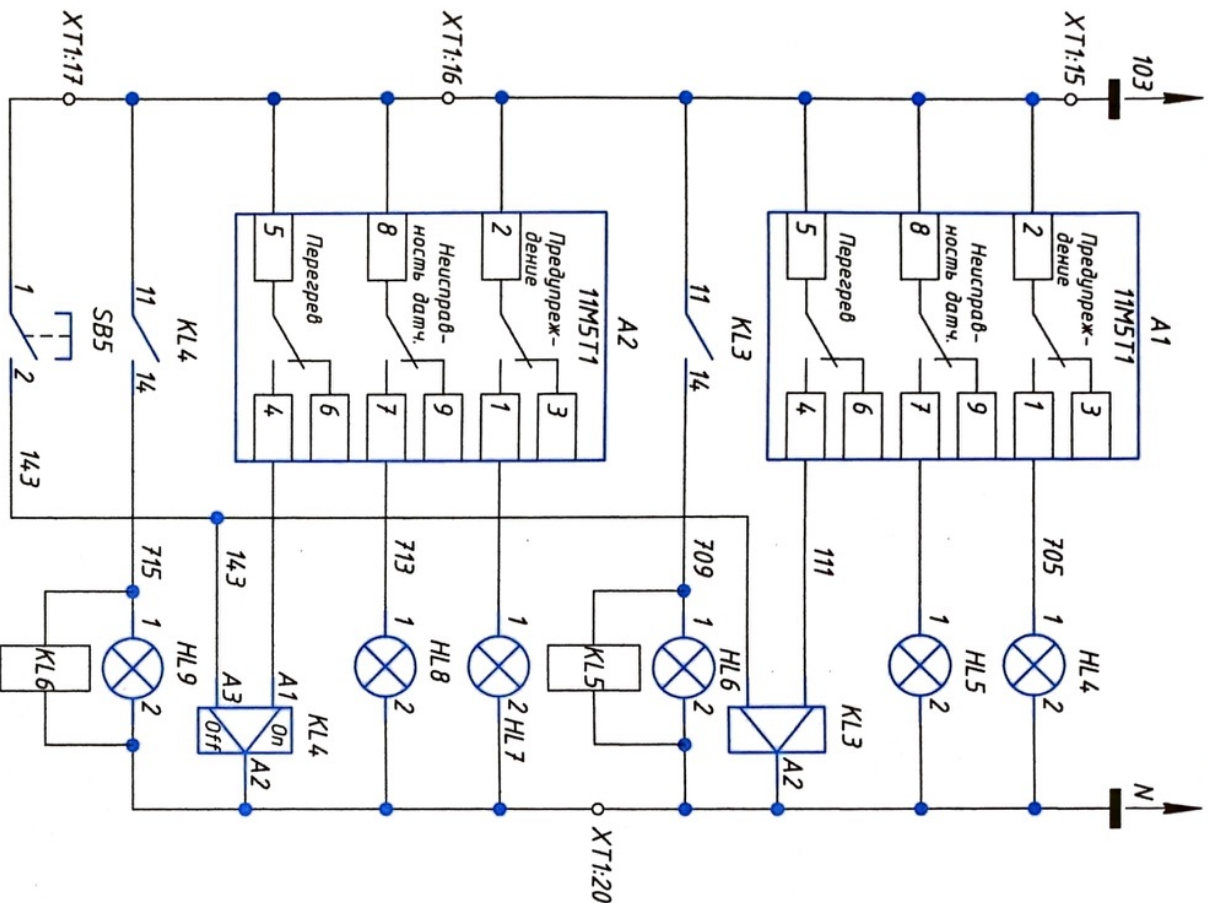 103
N
XT1:15
A1
11М5Т1
Предупреж-
дение
2
3
1
705
1
HL4
2
Неисправ-
ность датч.
8
9
7
1
HL5
2
Перегрев
5
6
4
111
KL3
A2
KL3
11
14
709
1
HL6
2
KL5
XT1:20
A2
11М5Т1
Предупреж-
дение
2
3
1
1
2
HL7
XT1:16
Неисправ-
ность датч.
8
9
7
713
1
HL8
2
Перегрев
5
6
4
KL4
A1
On
A2
143
A3
Off
KL4
11
14
715
1
HL9
2
KL6
XT1:17
SB5
1
2
143